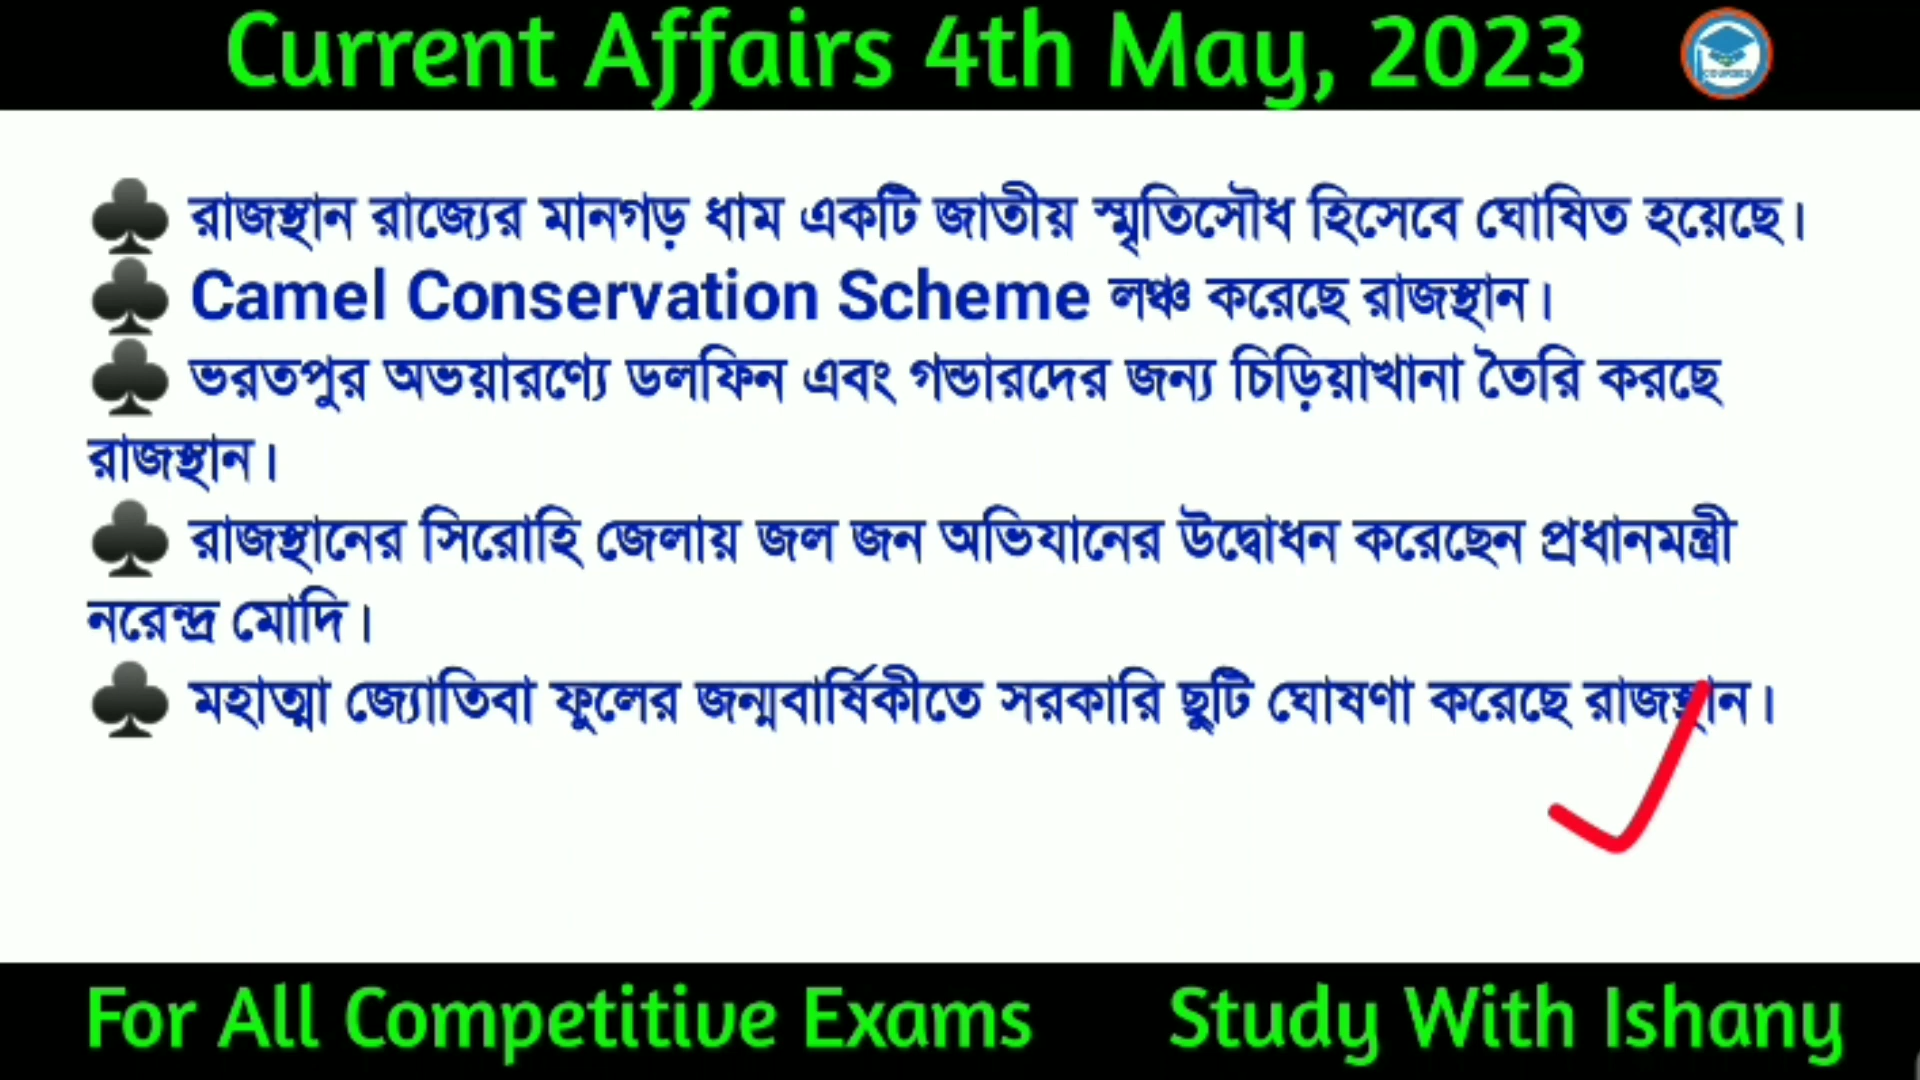 Current Affairs 4th May, 2023
♣ রাজস্থান রাজ্যের মানগড় ধাম একটি জাতীয় স্মৃতিসৌধ হিসেবে ঘোষিত হয়েছে।
♣ Camel Conservation Scheme লঞ্চ করেছে রাজস্থান।
♣ ভরতপুর অভয়ারণ্যে ডলফিন এবং গন্ডারদের জন্য চিড়িয়াখানা তৈরি করছে
রাজস্থান।
♣ রাজস্থানের সিরোহি জেলায় জল জন অভিযানের উদ্বোধন করেছেন প্রধানমন্ত্রী
নরেন্দ্র মোদি।
♣ মহাত্মা জ্যোতিবা ফুলের জন্মবার্ষিকীতে সরকারি ছুটি ঘোষণা করেছে রাজস্থান।
For All Competitive Exams Study With Ishany